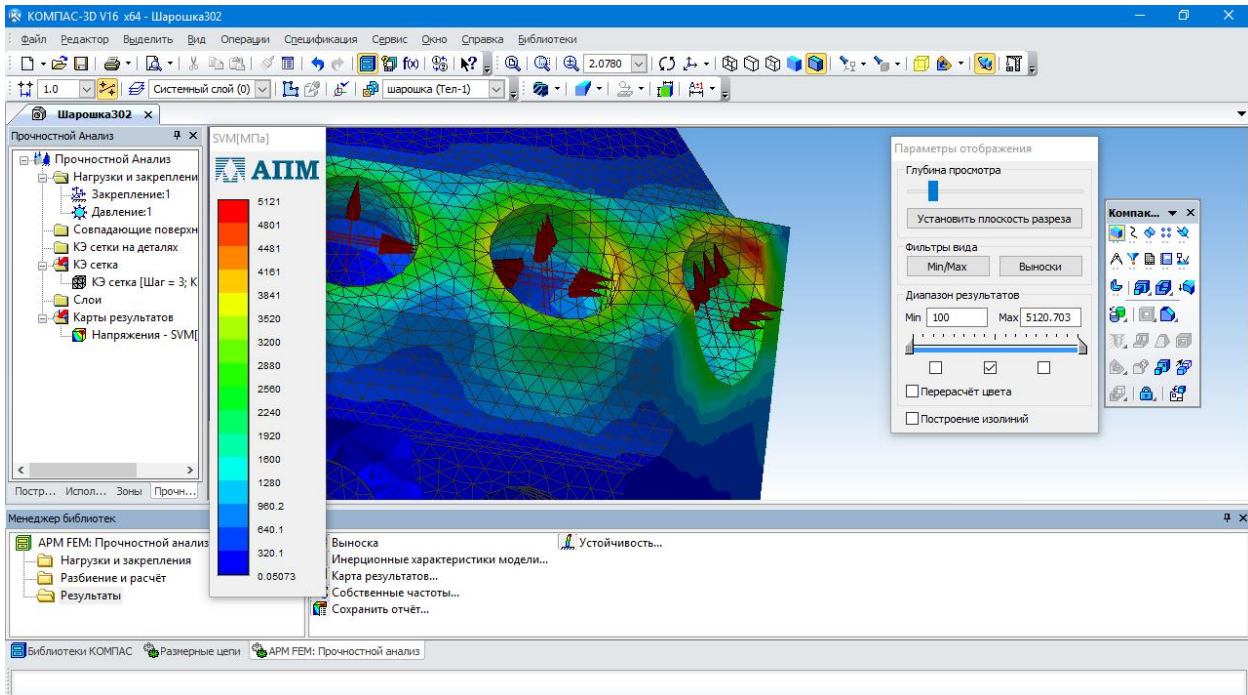 КОМПАС-3D V16 x64 - Шарошка302
Файл Редактор Выделить Вид Операции Спецификация Сервис Окно Справка Библиотеки
2.0780
1.0 Системный слой (0) шарошка (Тел-1)
Шарошка302
Прочностной Анализ
Прочностной Анализ
Нагрузки и закреплени
Закрепление:1
Давление:1
Совпадающие поверхн
КЭ сетки на деталях
КЭ сетка
КЭ сетка [Шаг = 3; К
Слои
Карты результатов
Напряжения - SVM[
Постр... Испол... Зоны Прочн...
SVM[МПа]
АПМ
5121
4801
4481
4161
3841
3520
3200
2880
2560
2240
1920
1600
1280
960.2
640.1
320.1
0.05073
Параметры отображения
Глубина просмотра
Установить плоскость разреза
Фильтры вида
Min/Max Выноски
Диапазон результатов
Min 100 Max 5120.703
Перерасчёт цвета
Построение изолиний
Компак...
Менеджер библиотек
APM FEM: Прочностной анализ
Нагрузки и закрепления
Разбиение и расчёт
Результаты
Выноска
Инерционные характеристики модели...
Карта результатов...
Собственные частоты...
Сохранить отчёт...
Устойчивость...
Библиотеки КОМПАС Размерные цепи APM FEM: Прочностной анализ